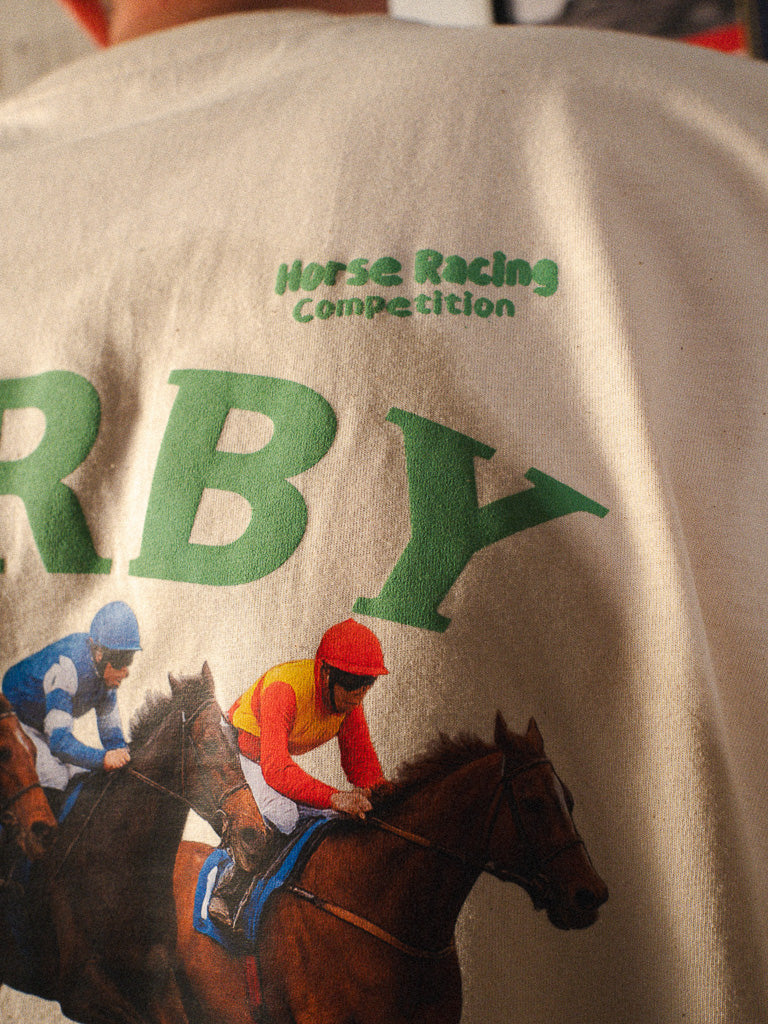 Horse Racing
Competition
RBY